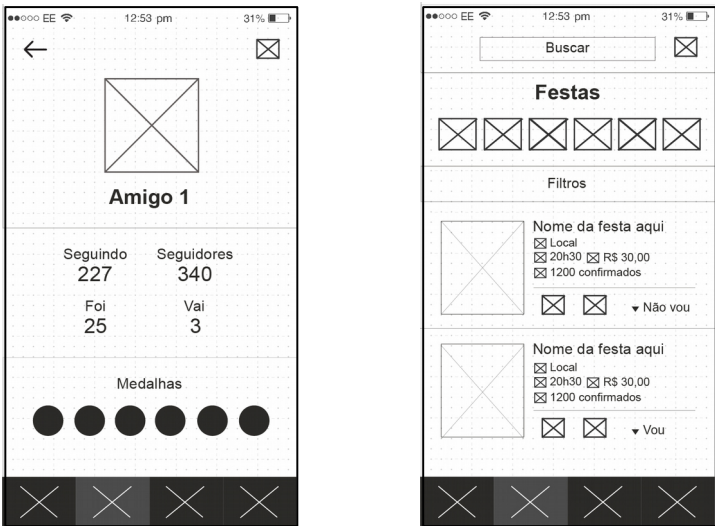 EE 12:53 pm 31%
Amigo 1
Seguindo Seguidores
227 340
Foi Vai
25 3
Medalhas
EE 12:53 pm 31%
Buscar
Festas
Filtros
Nome da festa aqui
Local
20h30 R$ 30,00
1200 confirmados
Não vou
Nome da festa aqui
Local
20h30 R$ 30,00
1200 confirmados
Vou